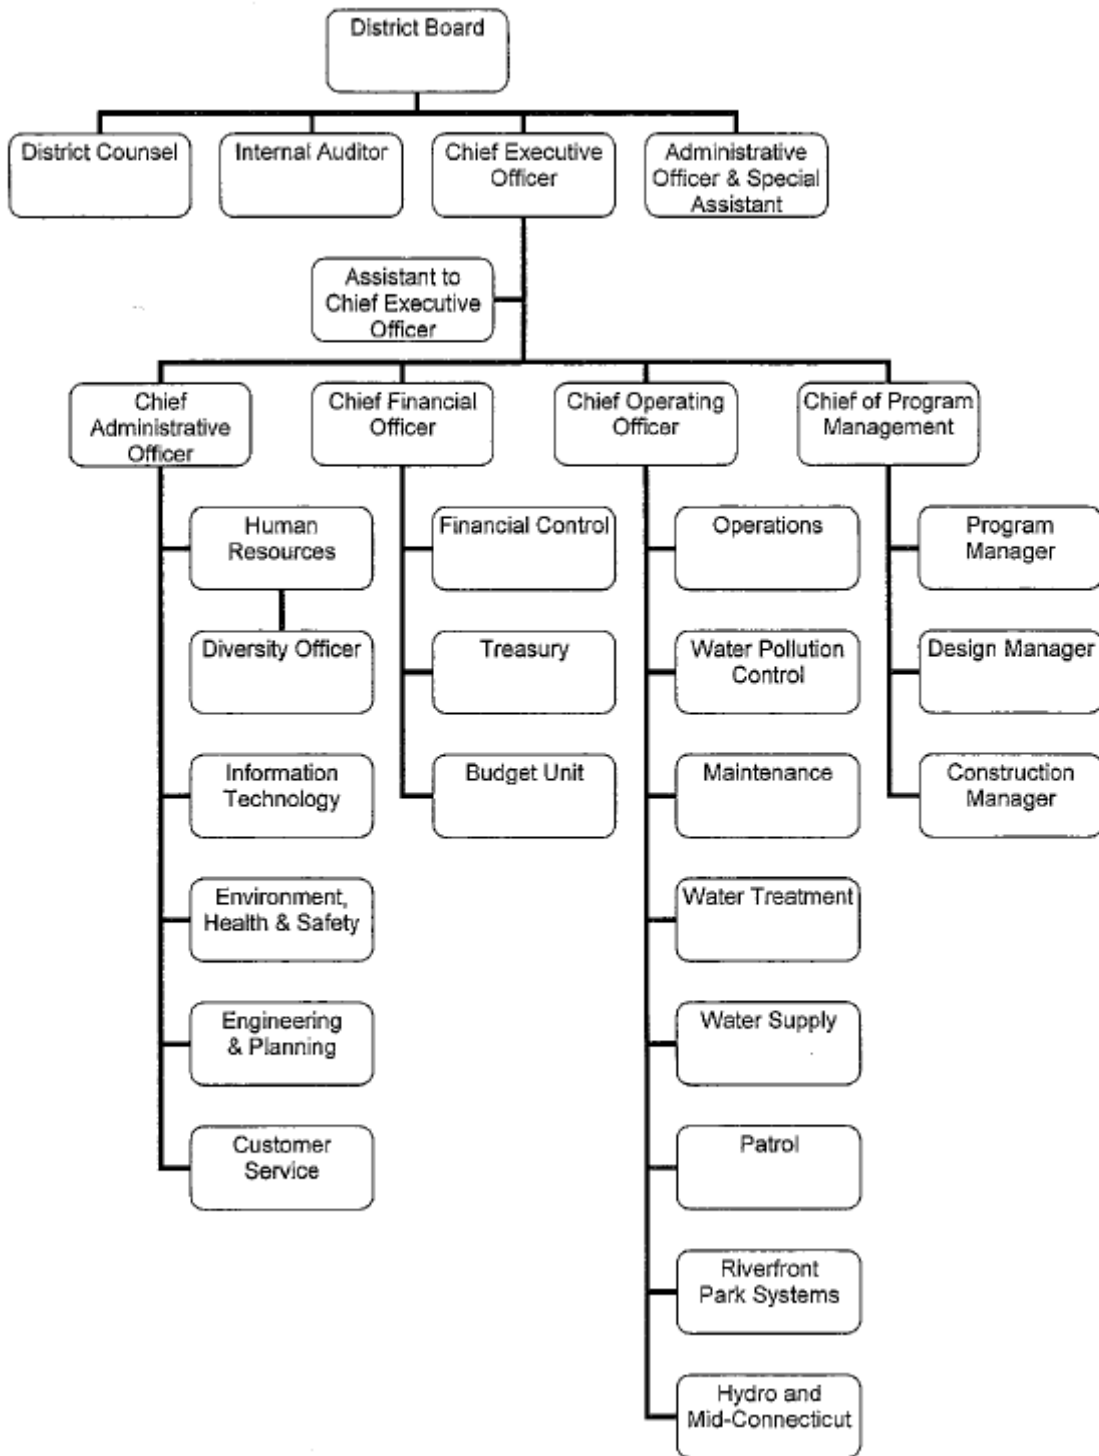 District Board
District Counsel
Internal Auditor
Chief Executive
Officer
Administrative
Officer & Special
Assistant
Assistant to
Chief Executive
Officer
Chief
Administrative
Officer
Chief Financial
Officer
Chief Operating
Officer
Chief of Program
Management
Human
Resources
Diversity Officer
Information
Technology
Environment,
Health & Safety
Engineering
& Planning
Customer
Service
Financial Control
Treasury
Budget Unit
Operations
Water Pollution
Control
Maintenance
Water Treatment
Water Supply
Patrol
Riverfront
Park Systems
Hydro and
Mid-Connecticut
Program
Manager
Design Manager
Construction
Manager